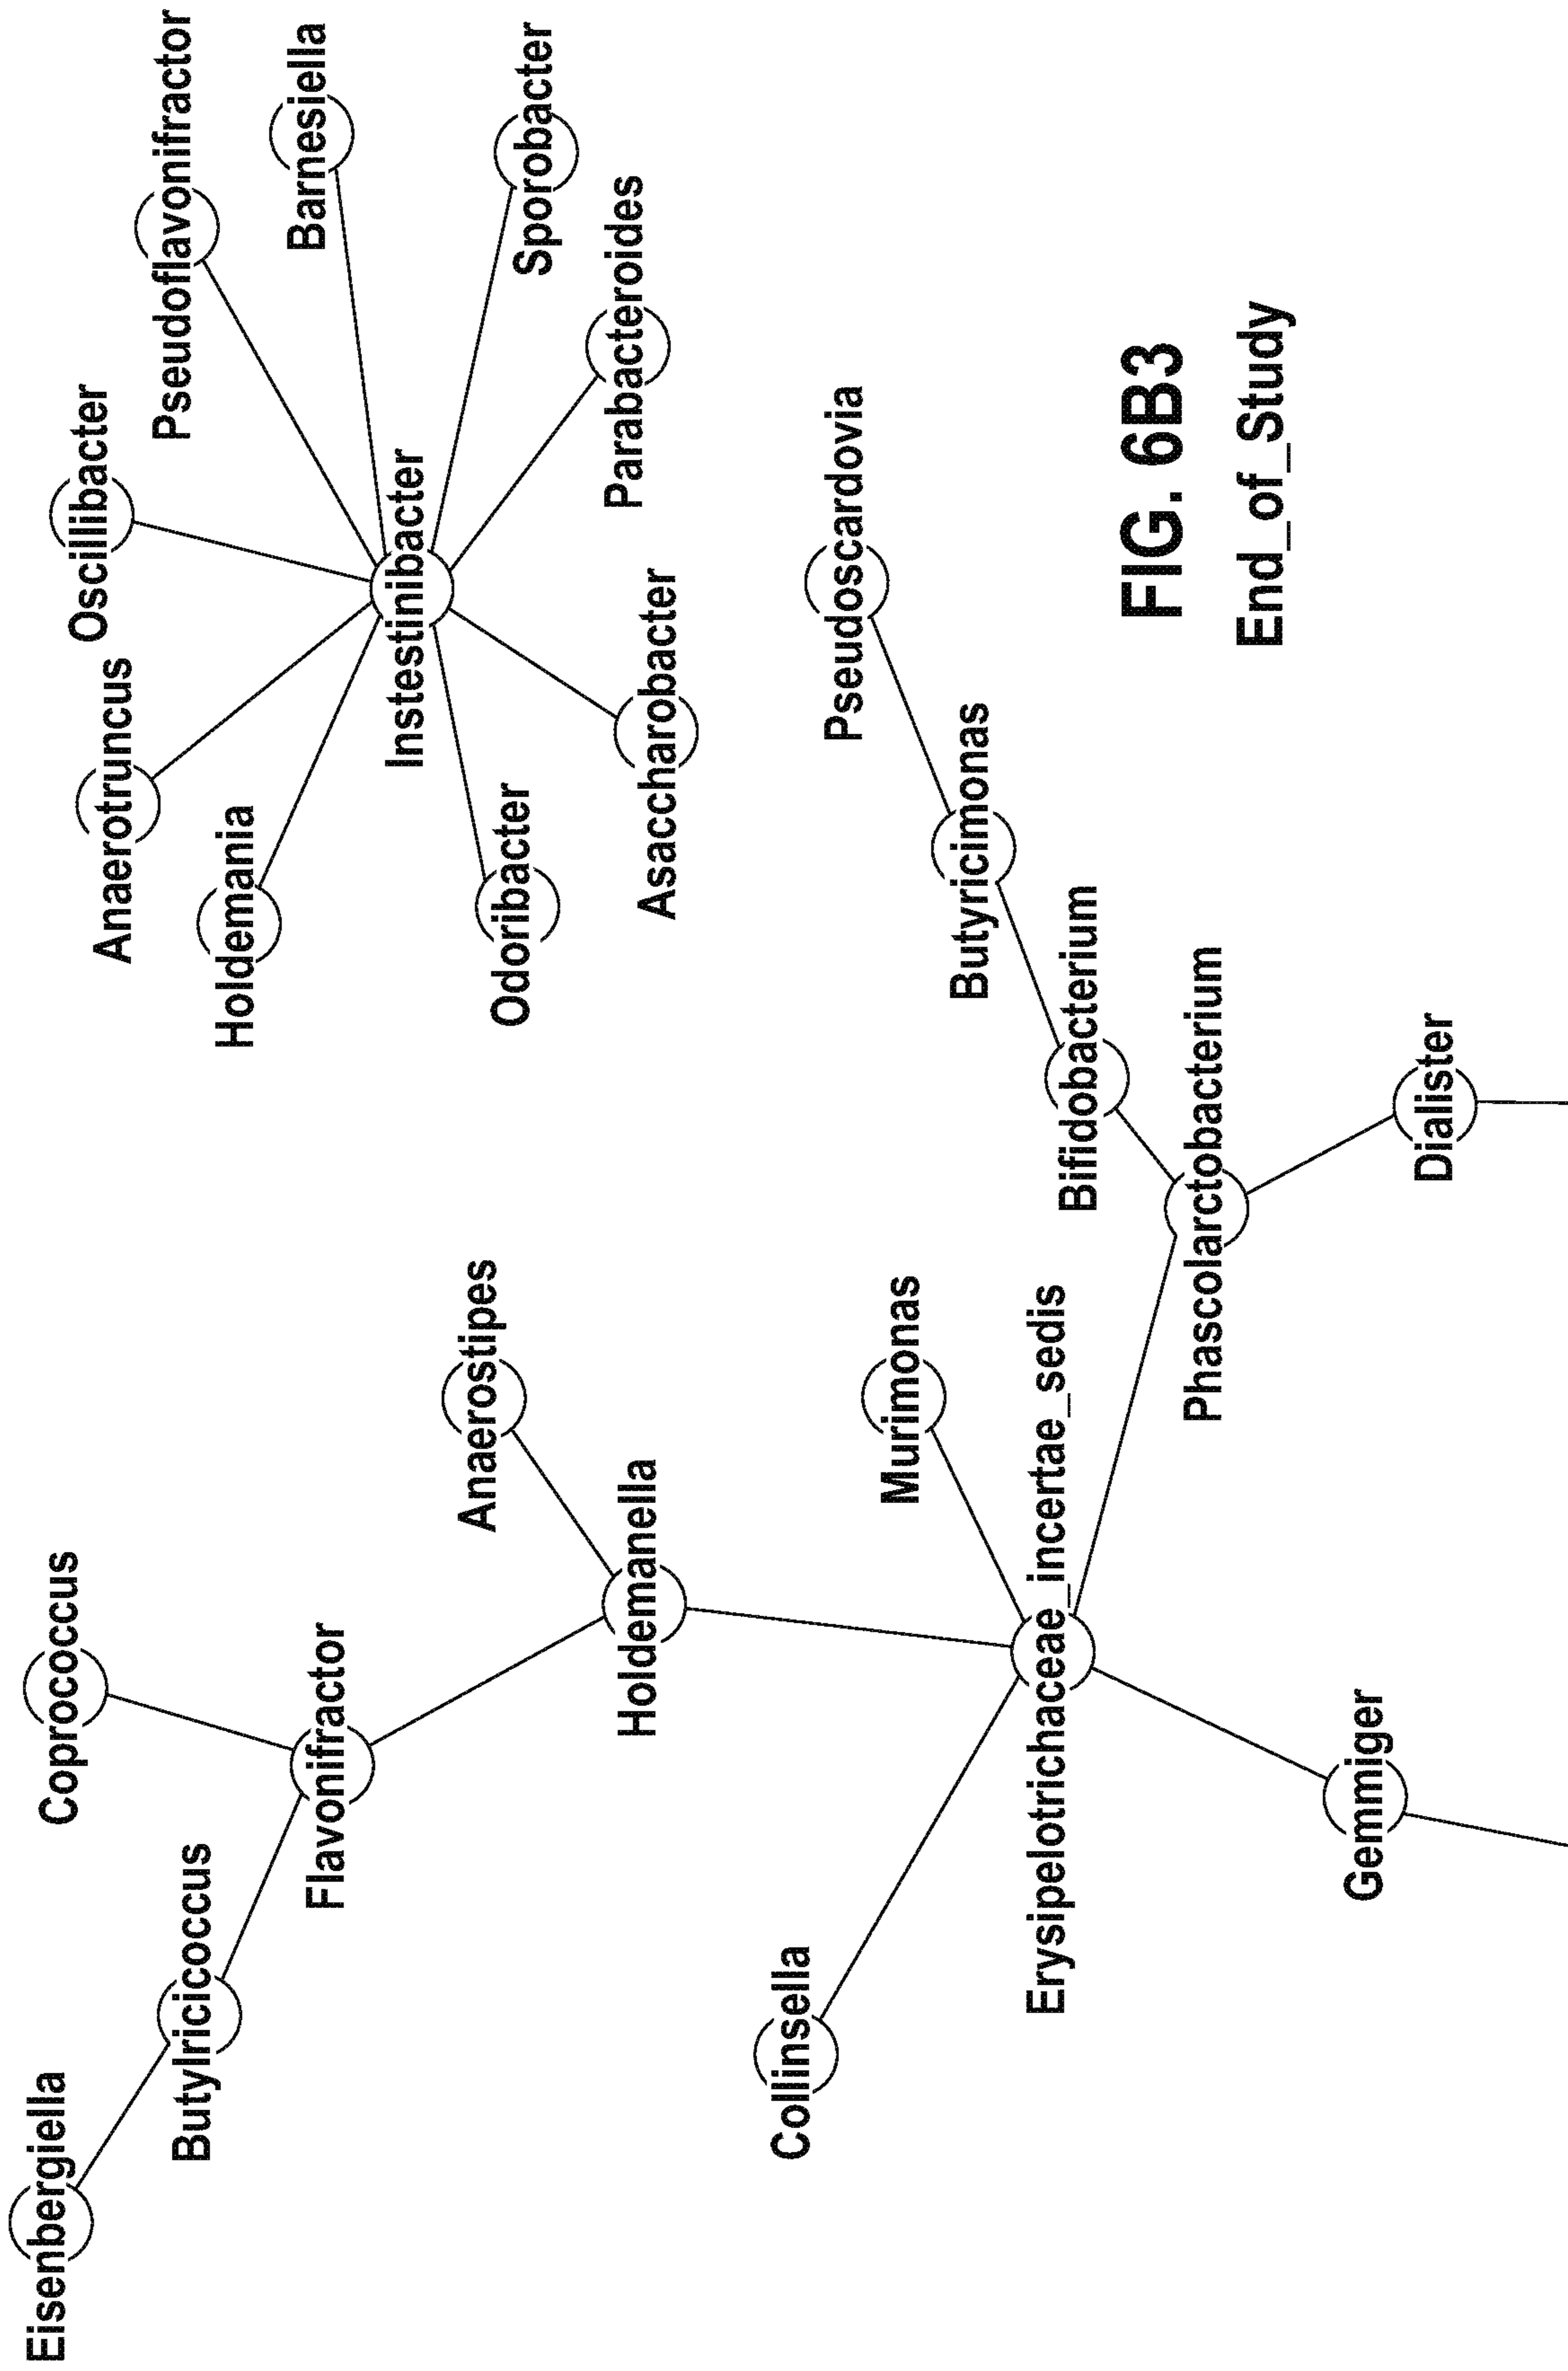 Eisenbergiella
Coprococcus
Oscillibacter
Anaerotruncus
Pseudoflavonifractor
Butylricicoccus
Holdemania
Barnesiella
Flavonifractor
Instestinibacter
Anaerostipes
Odoribacter
Sporobacter
Parabacteroides
Holdemanella
Asaccharobacter
Collinsella
Pseudoscardovia
Murimonas
Butyricimonas
Erysipelotrichaceae_incertae_sedis
Bifidobacterium
FIG. 6B3
Phascolarctobacterium
End_of_Study
Gemmiger
Dialister